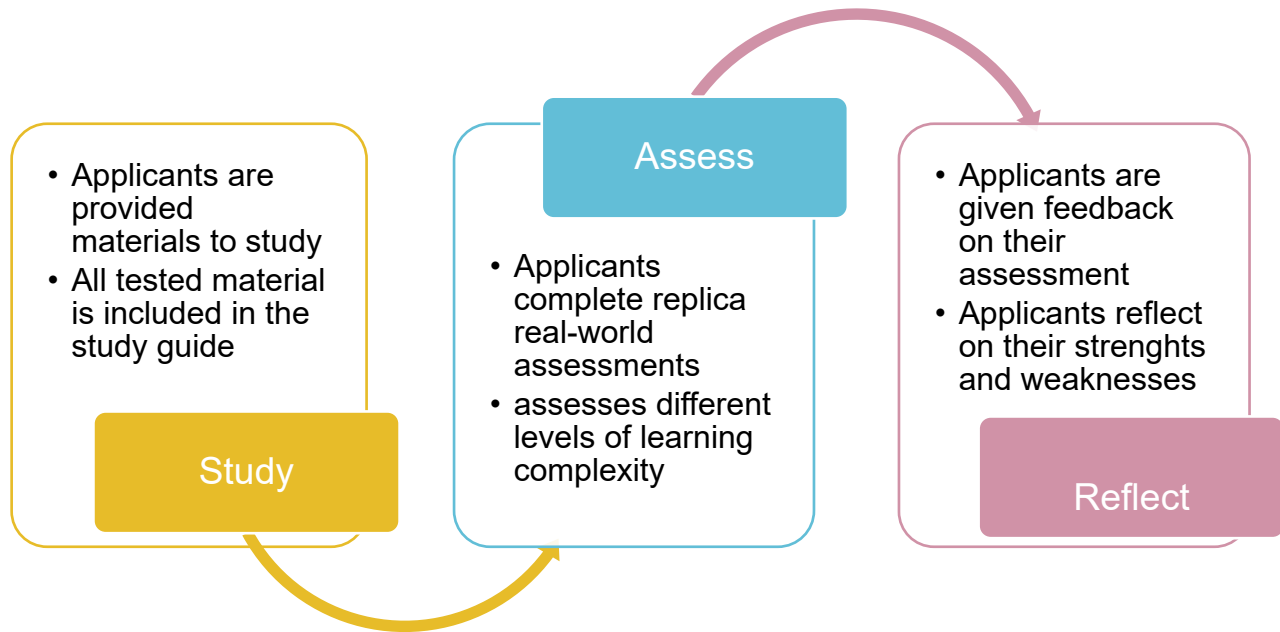 • Applicants are
provided
materials to study
• All tested material
is included in the
study guide
Study
Assess
• Applicants
complete replica
real-world
assessments
• assesses different
levels of learning
complexity
• Applicants are
given feedback
on their
assessment
• Applicants reflect
on their strenghts
and weaknesses
Reflect